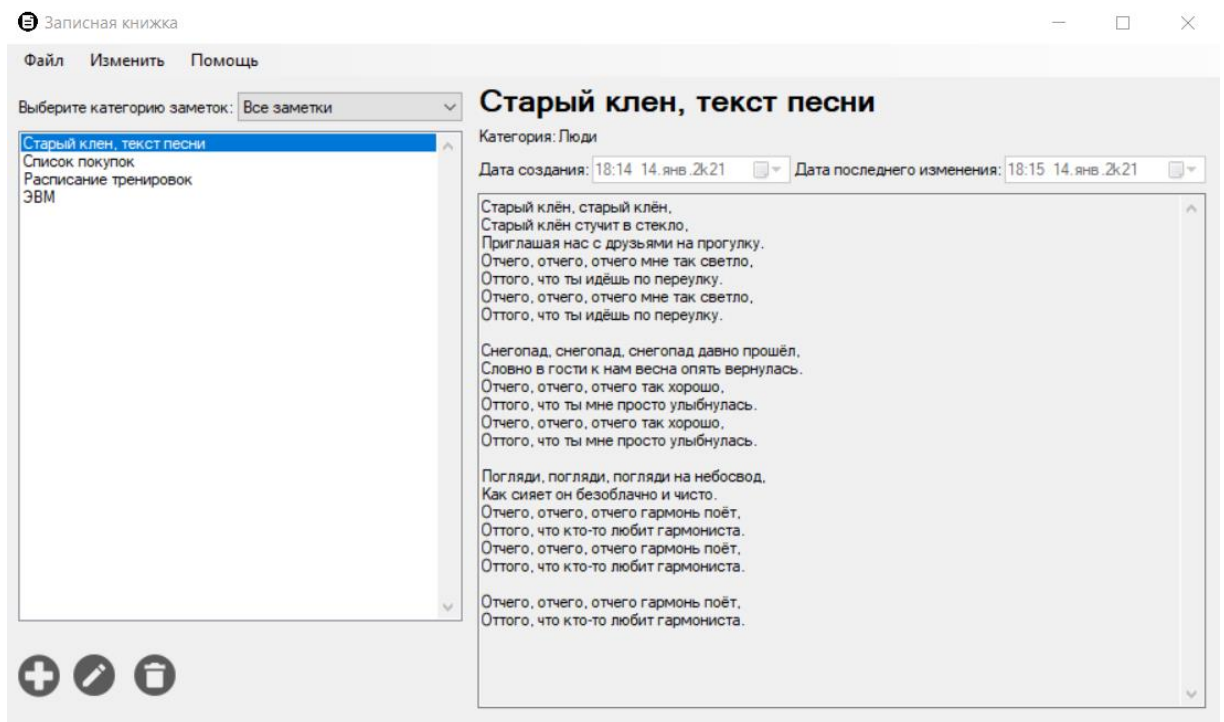 Записная книжка
Файл Изменить Помощь
Выберите категорию заметок: Все заметки
Старый клен, текст песни
Список покупок
Расписание тренировок
ЭВМ
Старый клен, текст песни
Категория: Люди
Дата создания: 18:14 14.янв.2k21 Дата последнего изменения: 18:15 14.янв.2k21
Старый клён, старый клён,
Старый клён стучит в стекло,
Приглашая нас с друзьями на прогулку.
Отчего, отчего, отчего мне так светло,
Оттого, что ты идёшь по переулку.
Отчего, отчего, отчего мне так светло,
Оттого, что ты идёшь по переулку.
Снегопад, снегопад, снегопад давно прошёл,
Словно в гости к нам весна опять вернулась.
Отчего, отчего, отчего так хорошо,
Оттого, что ты мне просто улыбнулась.
Отчего, отчего, отчего так хорошо,
Оттого, что ты мне просто улыбнулась.
Погляди, погляди, погляди на небосвод,
Как сияет он безоблачно и чисто.
Отчего, отчего, отчего гармонь поёт,
Оттого, что кто-то любит гармониста.
Отчего, отчего, отчего гармонь поёт,
Оттого, что кто-то любит гармониста.
Отчего, отчего, отчего гармонь поёт,
Оттого, что кто-то любит гармониста.